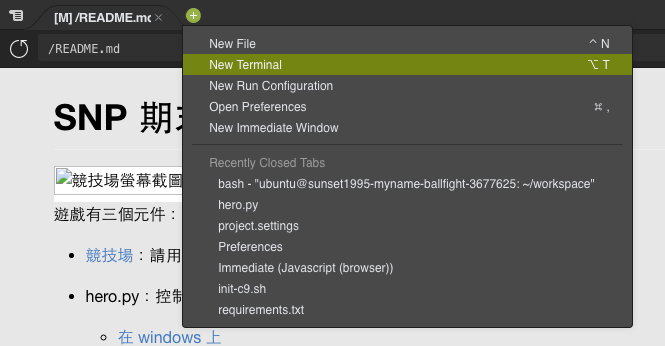 [M] /README.md
/README.md
New File ^ N
New Terminal ⌥ T
New Run Configuration
Open Preferences ⌘ ,
New Immediate Window
Recently Closed Tabs
bash - "ubuntu@sunset1995-myname-ballfight-3677625: ~/workspace"
hero.py
project.settings
Preferences
Immediate (Javascript (browser))
init-c9.sh
requirements.txt
SNP 期
競技場螢幕截圖
遊戲有三個元件：
競技場：請用
hero.py：控制
在 windows 上